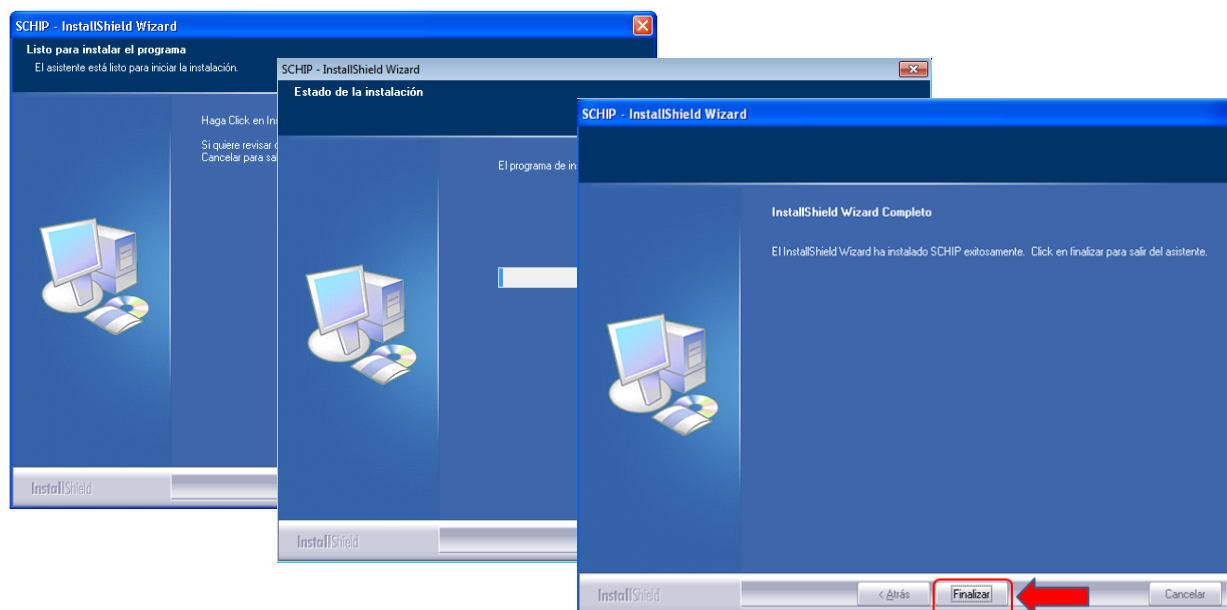 SCHIP - InstallShield Wizard
Listo para instalar el programa
El asistente está listo para iniciar la instalación.
Haga Click en
Si quiere revisar
Cancelar para
InstallShield
SCHIP - InstallShield Wizard
Estado de la instalación
El programa de
InstallShield
SCHIP - InstallShield Wizard
InstallShield Wizard Completo
El InstallShield Wizard ha instalado SCHIP exitosamente. Click en finalizar para salir del asistente.
InstallShield
< Atrás
Finalizar
Cancelar